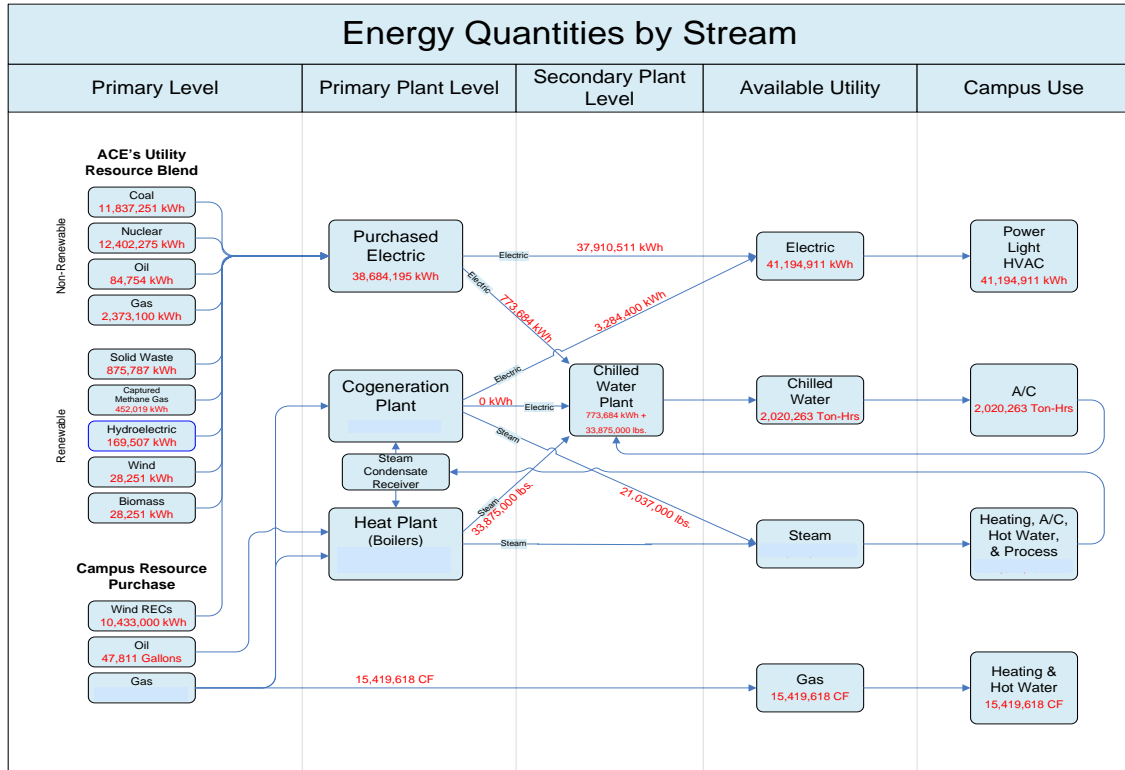 Energy Quantities by Stream
Primary Level
Primary Plant Level
Secondary Plant
Level
Available Utility
Campus Use
ACE's Utility
Resource Blend
Non-Renewable
Coal
11,837,251 kWh
Nuclear
12,402,275 kWh
Oil
84,754 kWh
Gas
2,373,100 kWh
Renewable
Solid Waste
875,787 kWh
Captured
Methane Gas
452,019 kWh
Hydroelectric
169,507 kWh
Wind
28,251 kWh
Biomass
28,251 kWh
Campus Resource
Purchase
Wind RECs
10,433,000 kWh
Oil
47,811 Gallons
Gas
Purchased
Electric
38,684,195 kWh
Cogeneration
Plant
Steam
Condensate
Receiver
Heat Plant
(Boilers)
Electric
37,910,511 kWh
Electric
773,684 kWh
Electric
3,284,400 kWh
0 kWh
Electric
Steam
21,037,000 lbs.
Steam
33,875,000 lbs.
Steam
15,419,618 CF
Chilled
Water
Plant
773,684 kWh +
33,875,000 lbs.
Electric
41,194,911 kWh
Chilled
Water
2,020,263 Ton-Hrs
Steam
Gas
15,419,618 CF
Power
Light
HVAC
41,194,911 kWh
A/C
2,020,263 Ton-Hrs
Heating, A/C,
Hot Water,
& Process
Heating &
Hot Water
15,419,618 CF